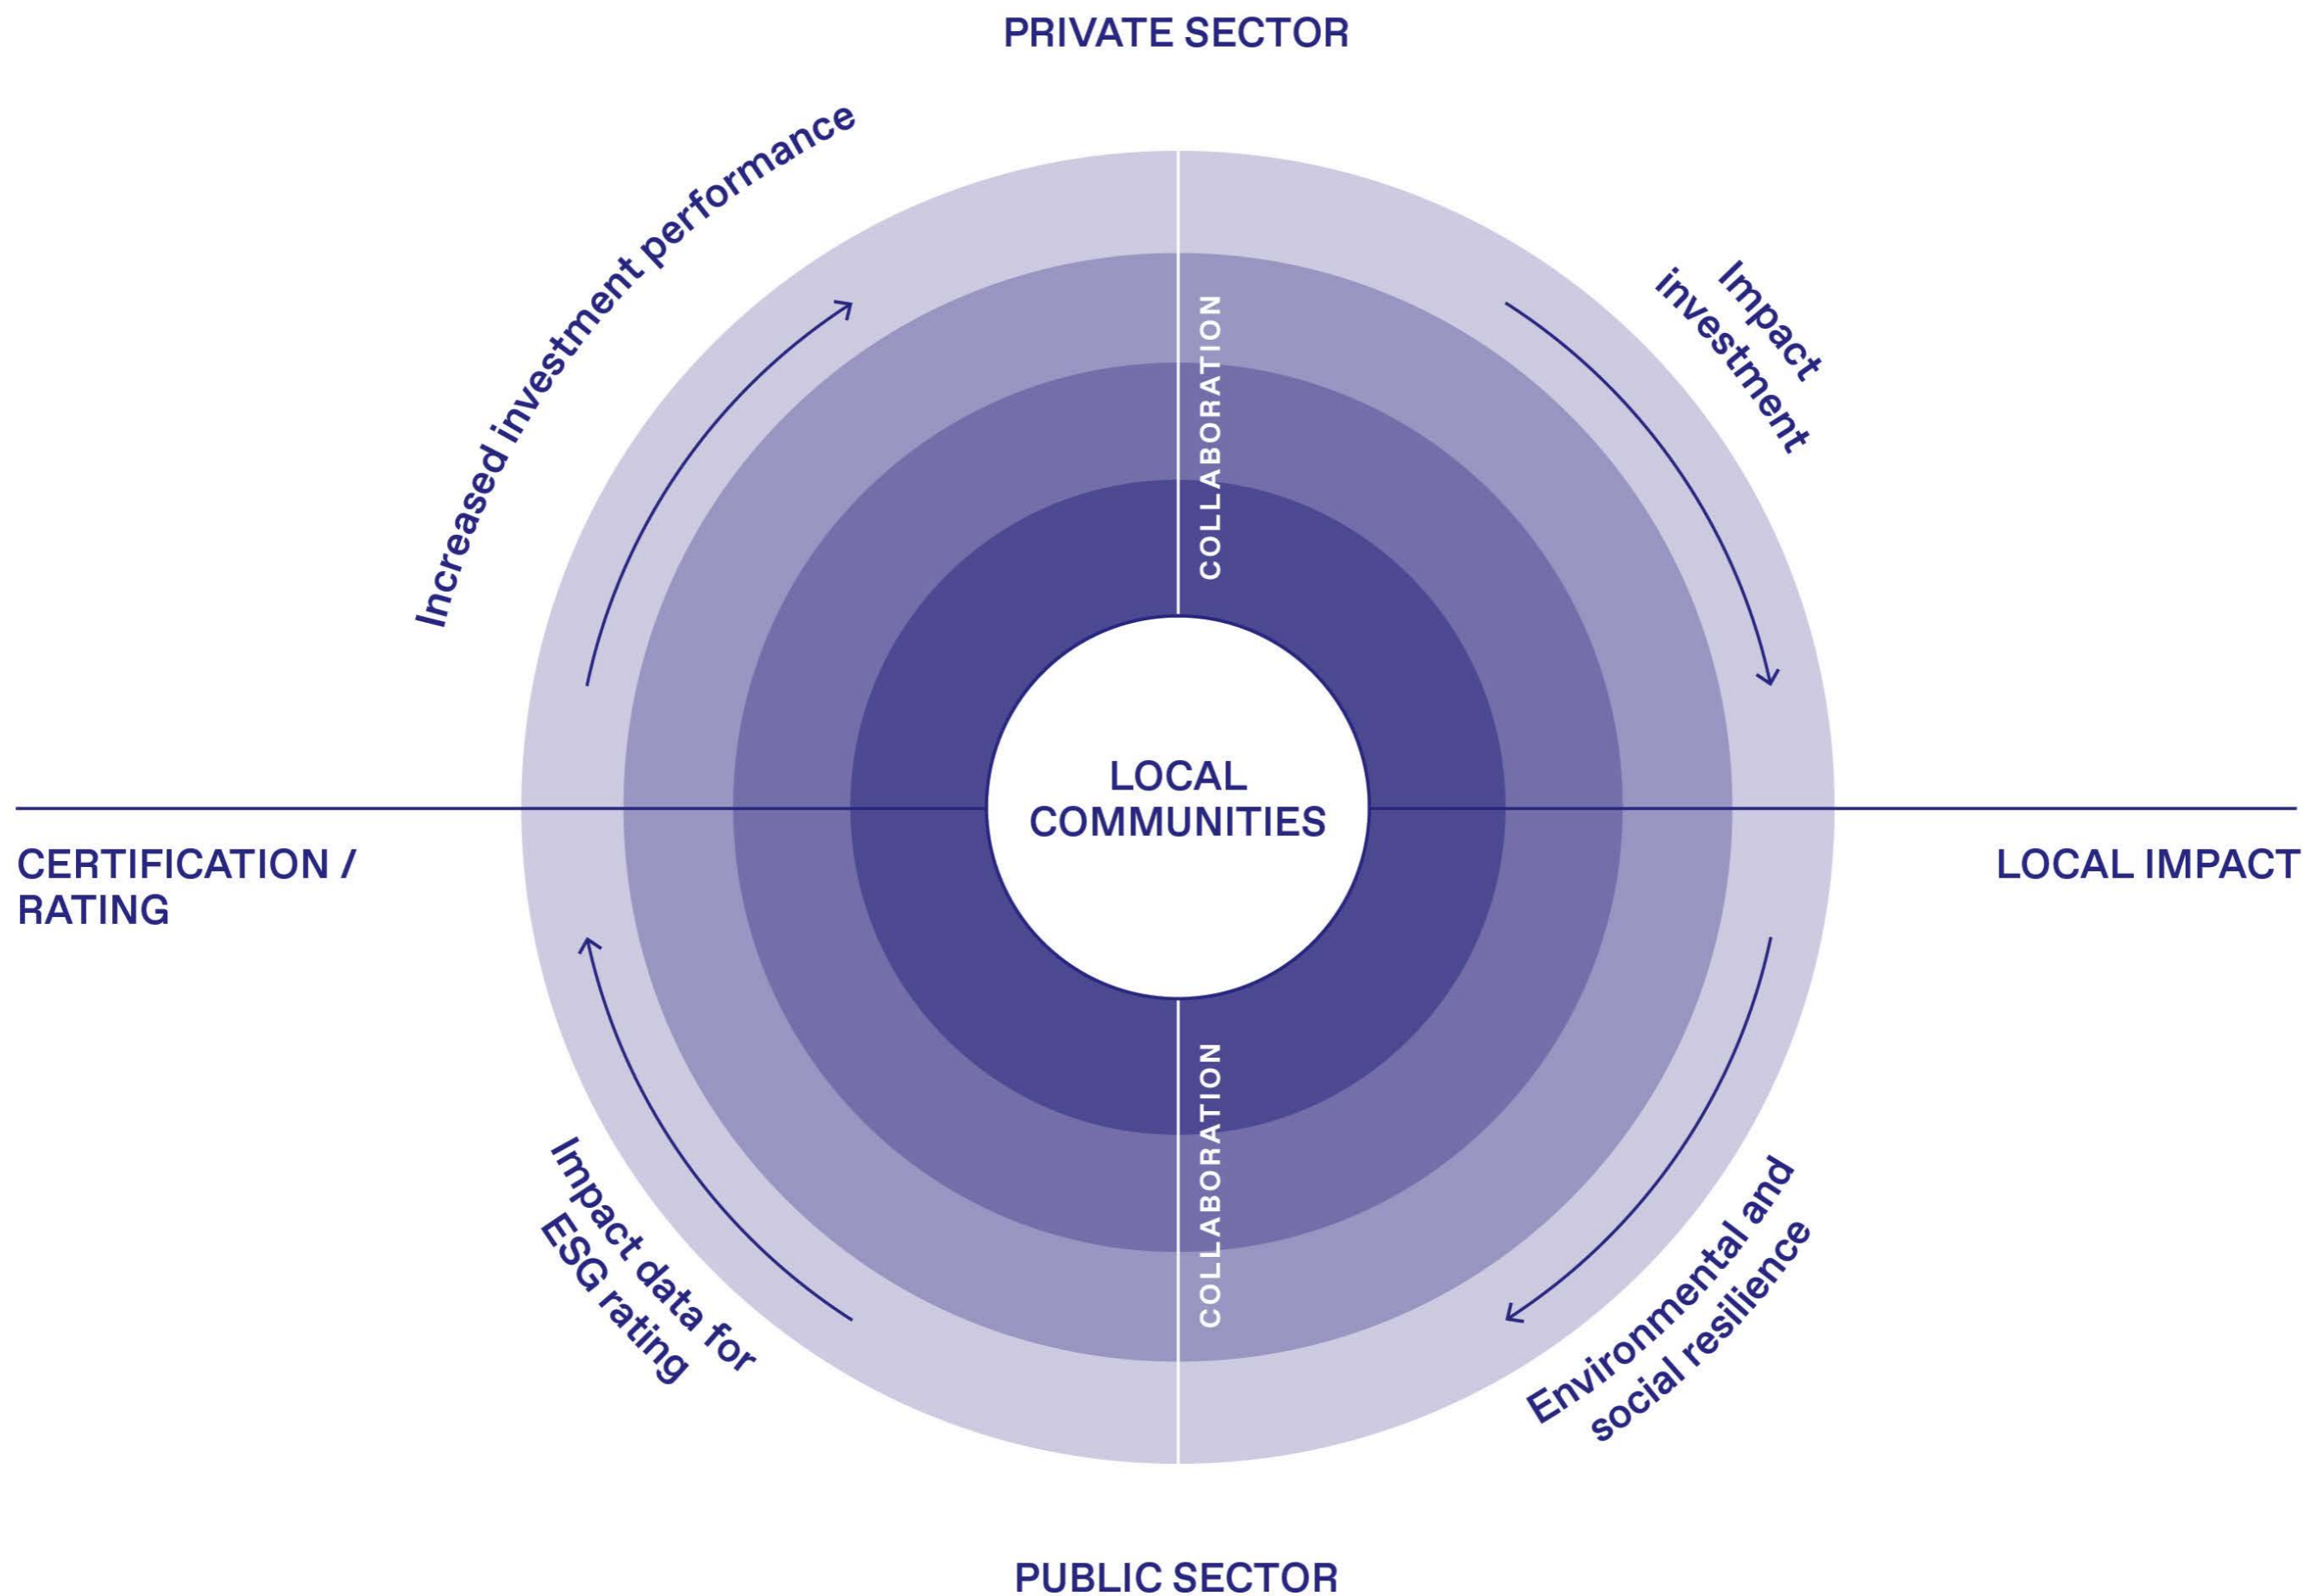 PRIVATE SECTOR
Increased investment performance
Impact
investment
COLLABORATION
LOCAL
COMMUNITIES
CERTIFICATION /
RATING
LOCAL IMPACT
COLLABORATION
Impact data for
ESG rating
Environmental and
social resilience
PUBLIC SECTOR